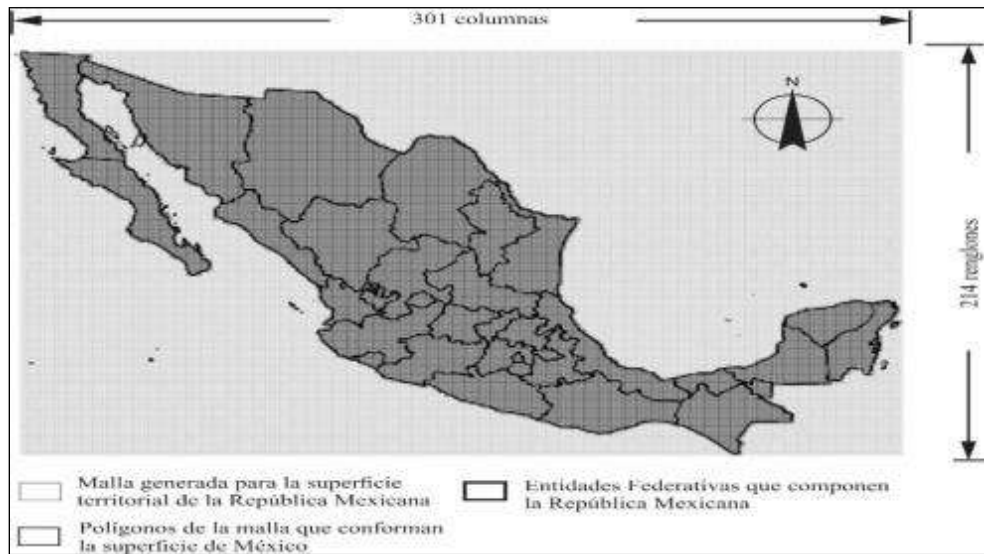 301 columnas
N
214 renglones
Malla generada para la superficie
territorial de la República Mexicana
Polígonos de la malla que conforman
la superficie de México
Entidades Federativas que componen
la República Mexicana